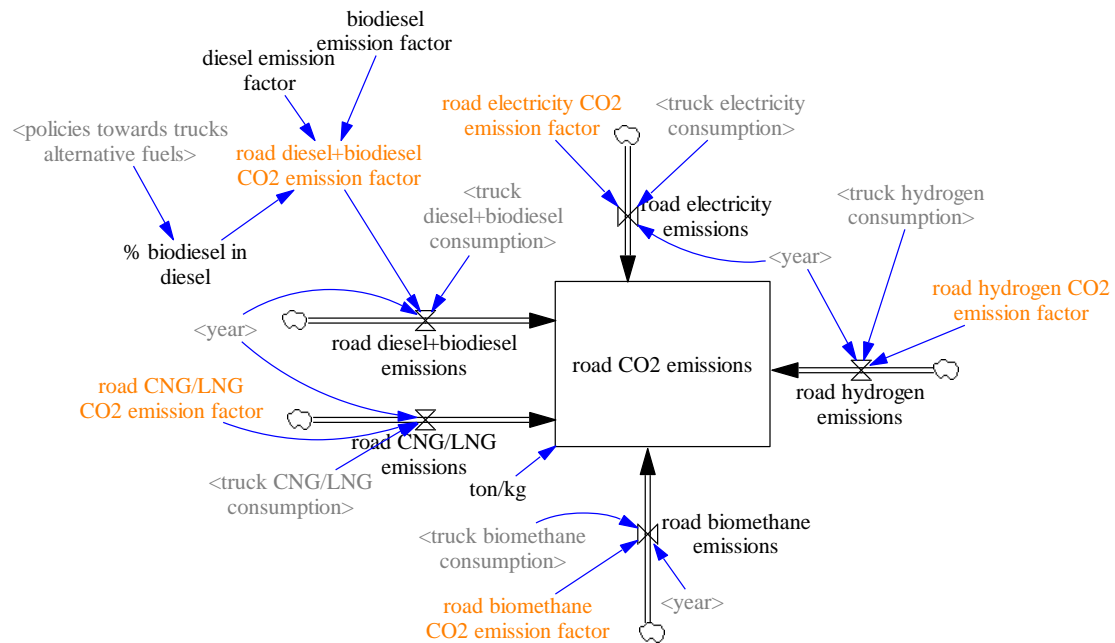 biodiesel
emission factor
diesel emission
factor
<policies towards trucks
alternative fuels>
road diesel+biodiesel
CO2 emission factor
% biodiesel in
diesel
<truck
diesel+biodiesel
consumption>
road electricity CO2
emission factor
<truck electricity
consumption>
road electricity
emissions
<truck hydrogen
consumption>
<year>
road hydrogen CO2
emission factor
<year>
road diesel+biodiesel
emissions
road CO2 emissions
road hydrogen
emissions
road CNG/LNG
CO2 emission factor
road CNG/LNG
emissions
<truck CNG/LNG
consumption>
ton/kg
<truck biomethane
consumption>
road biomethane
emissions
road biomethane
CO2 emission factor
<year>